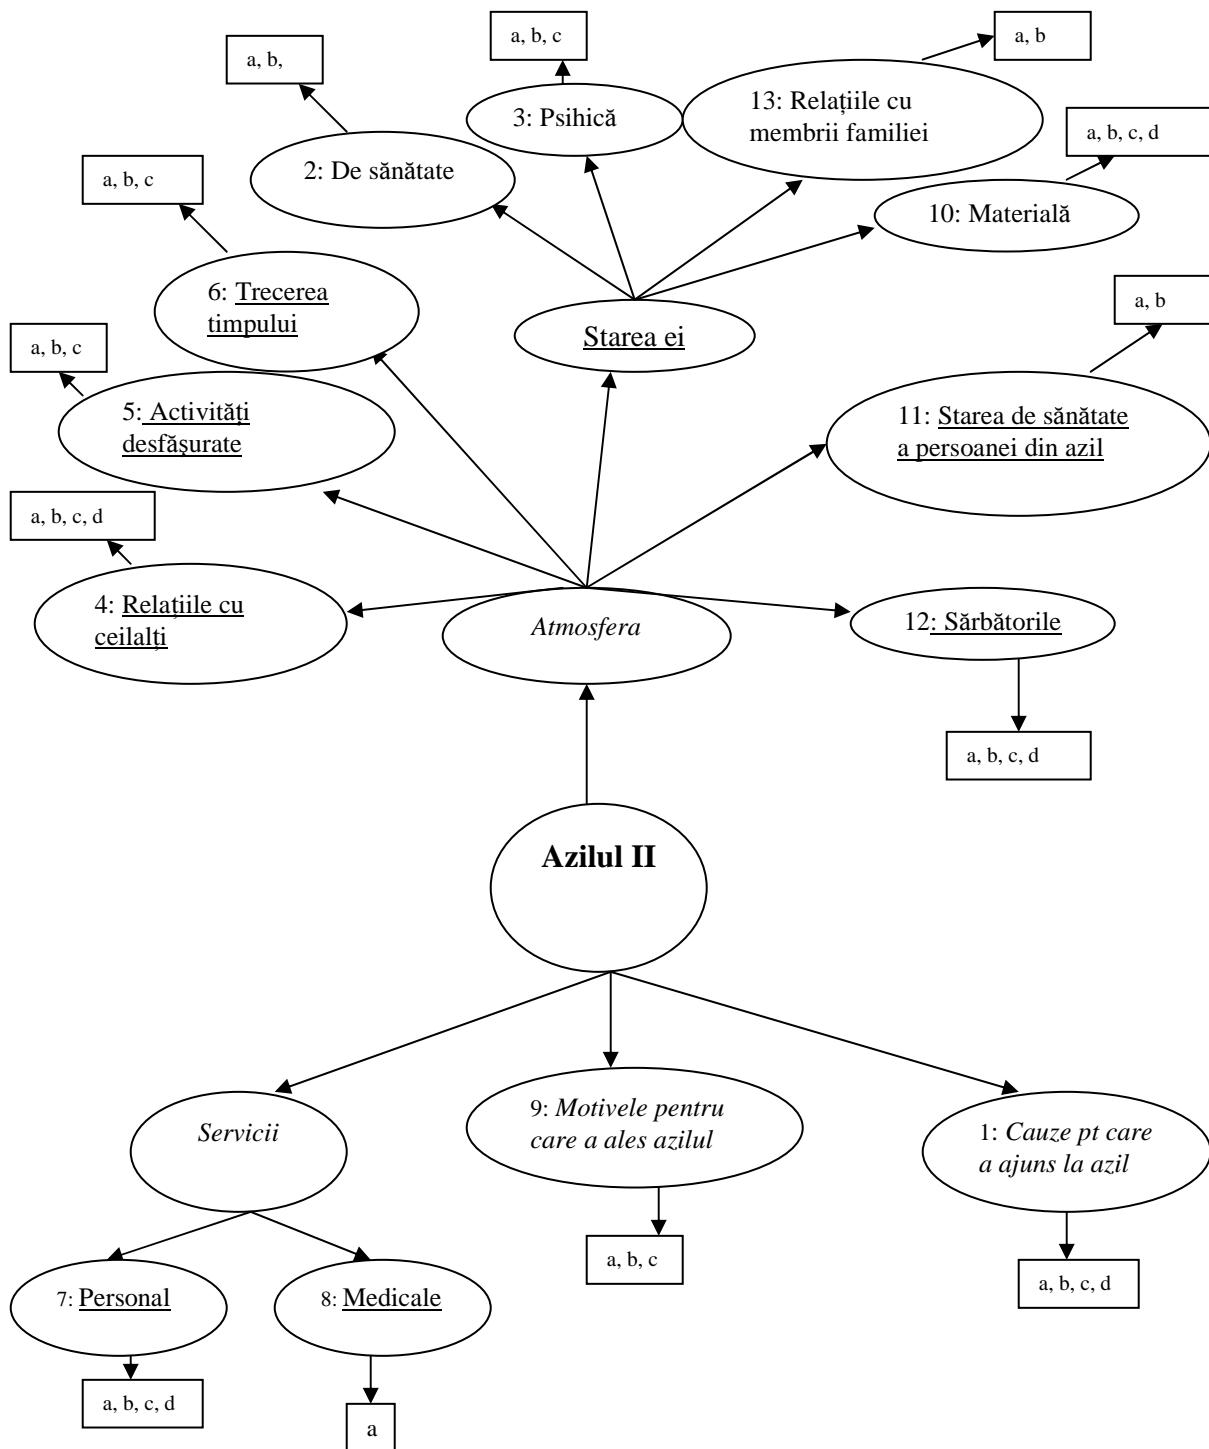 a, b, c
a, b
a, b,
13: Relațiile cu
membrii familiei
3: Psihică
a, b, c, d
2: De sănătate
a, b, c
10: Materială
6: Trecerea
timpului
a, b
Starea ei
a, b, c
5: Activități
desfășurate
11: Starea de sănătate
a persoanei din azil
a, b, c, d
4: Relațiile cu
ceilalți
Atmosfera
12: Sărbătorile
a, b, c, d
Azilul II
Servicii
9: Motivele pentru
care a ales azilul
1: Cauze pt care
a ajuns la azil
a, b, c
a, b, c, d
7: Personal
8: Medicale
a, b, c, d
a